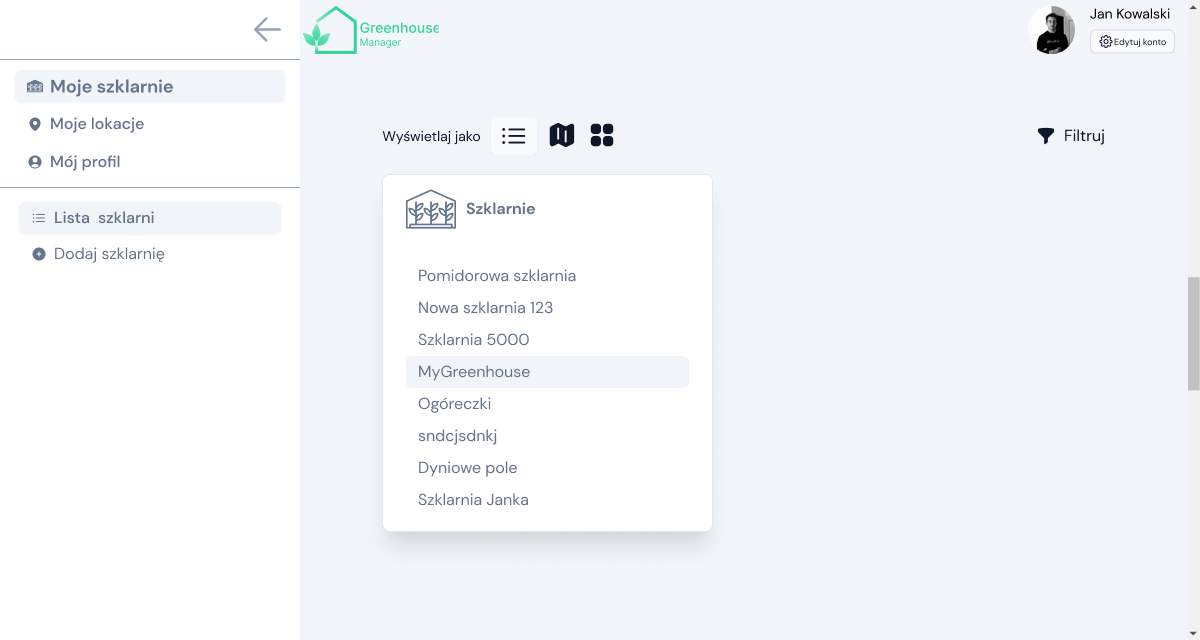 Greenhouse
Manager
Jan Kowalski
Edytuj konto
Moje szklarnie
Moje lokacje
Mój profil
Lista szklarni
Dodaj szklarnię
Wyświetlaj jako
Filtruj
Szklarnie
Pomidorowa szklarnia
Nowa szklarnia 123
Szklarnia 5000
MyGreenhouse
Ogóreczki
sndcjsdnkj
Dyniowe pole
Szklarnia Janka